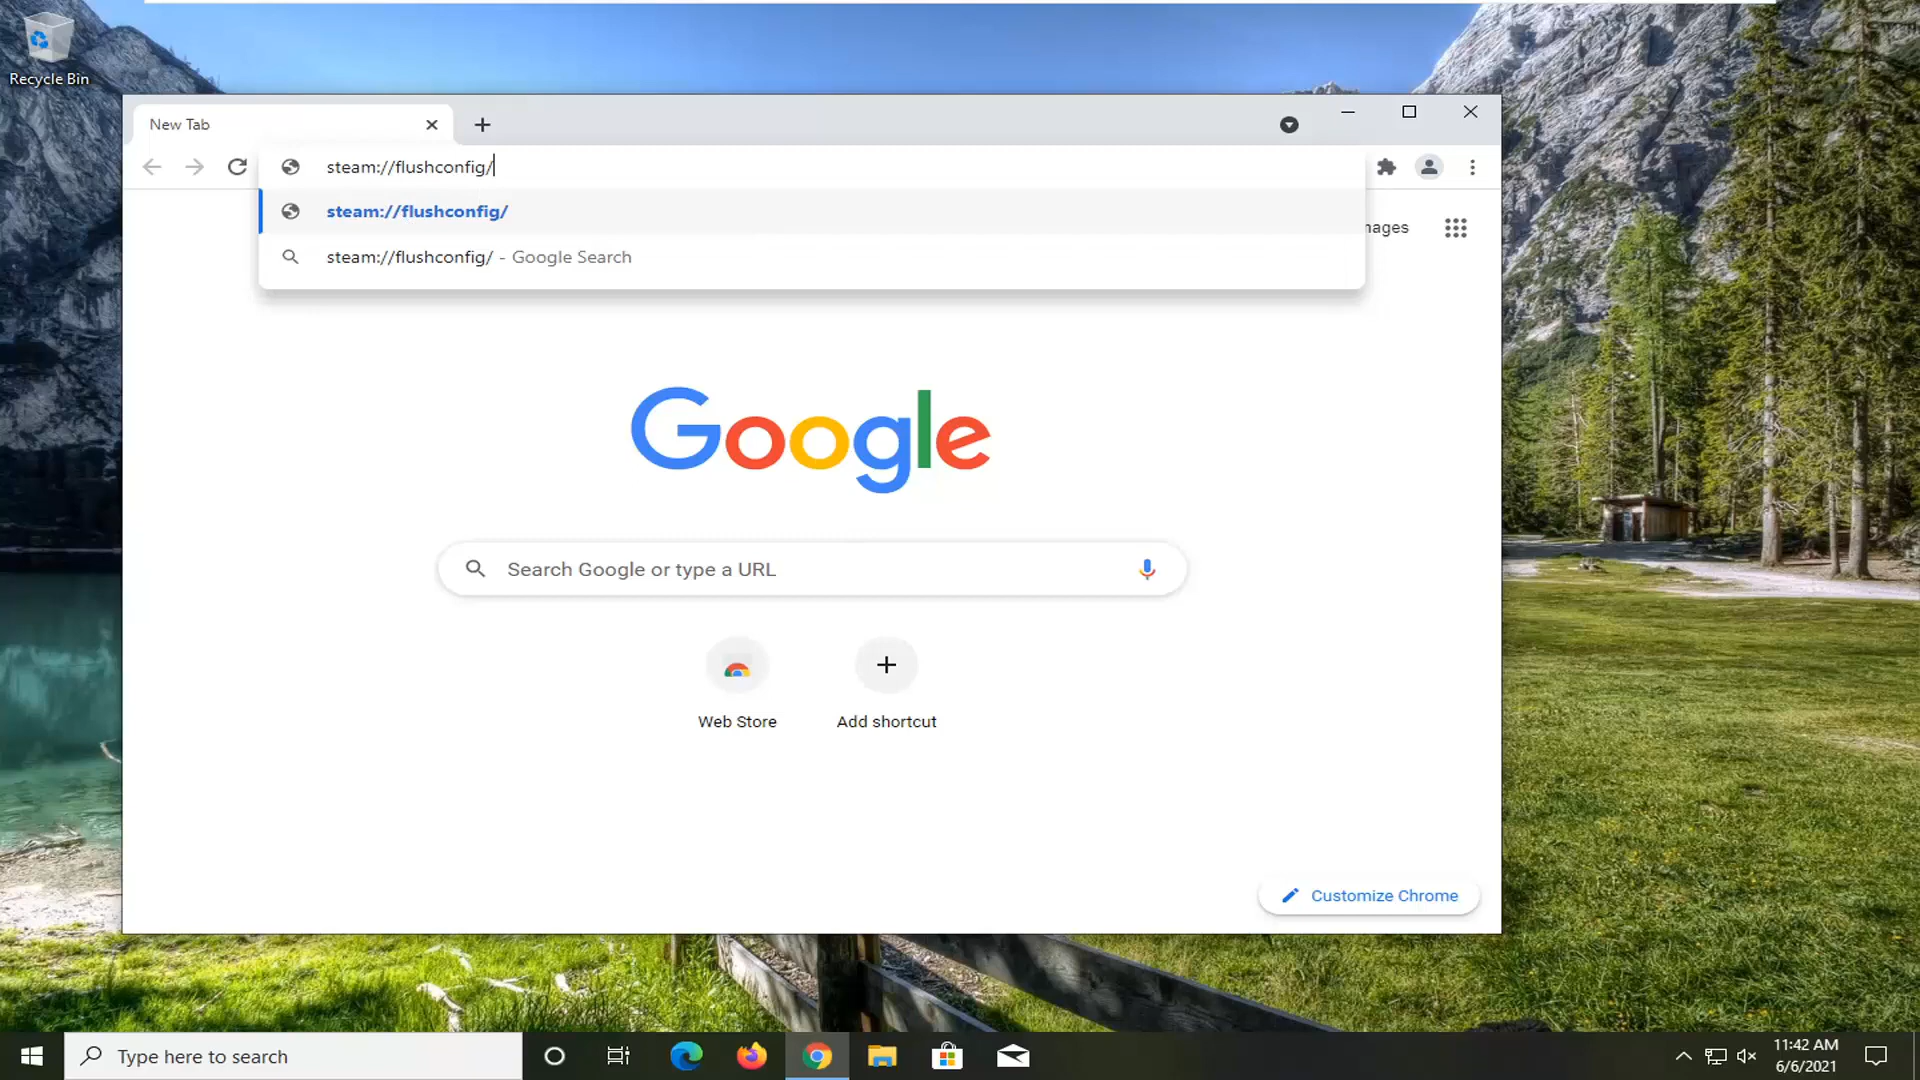 Recycle Bin
New Tab
steam://flushconfig/
steam://flushconfig/
steam://flushconfig/ - Google Search
Google
Search Google or type a URL
Web Store
Add shortcut
Customize Chrome
Type here to search
11:42 AM
6/6/2021